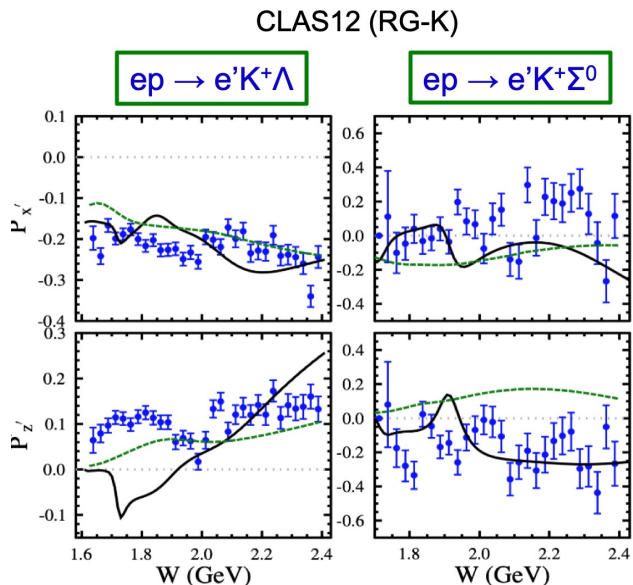 CLAS12 (RG-K)
ep → e’K⁺Λ
ep → e’K⁺Σ⁰
0.1
0.0
-0.1
-0.2
-0.3
-0.4
Pₓ′
0.6
0.4
0.2
0.0
-0.2
-0.4
0.3
0.2
0.1
0.0
-0.1
P_z′
1.6 1.8 2.0 2.2 2.4
W (GeV)
0.4
0.2
0.0
-0.2
-0.4
-0.6
1.8 2.0 2.2 2.4
W (GeV)